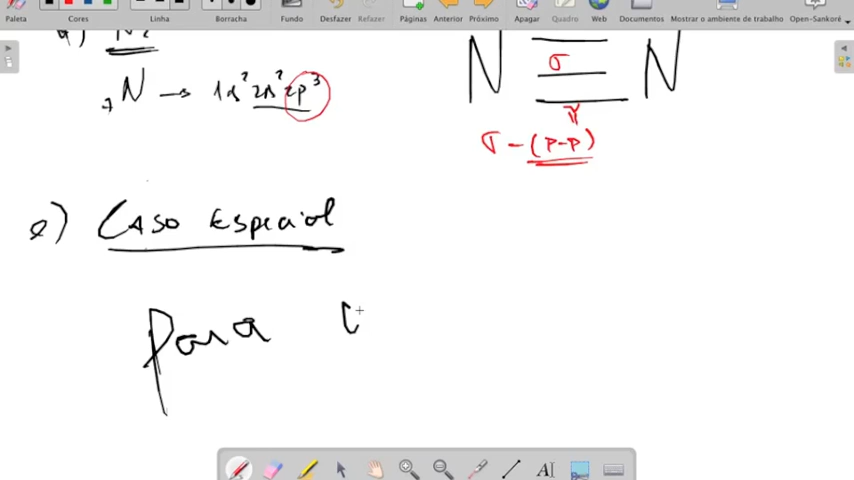 Paleta Cores Linha Borracha Fundo Desfazer Refazer Páginas Anterior Próximo Apagar Quadro Web Documentos Mostrar o ambiente de trabalho Open-Sankoré
N₂
₇N → 1s² 2s² 2p³
N σ N
π
σ - (p-p)
e) Caso Especial
Para